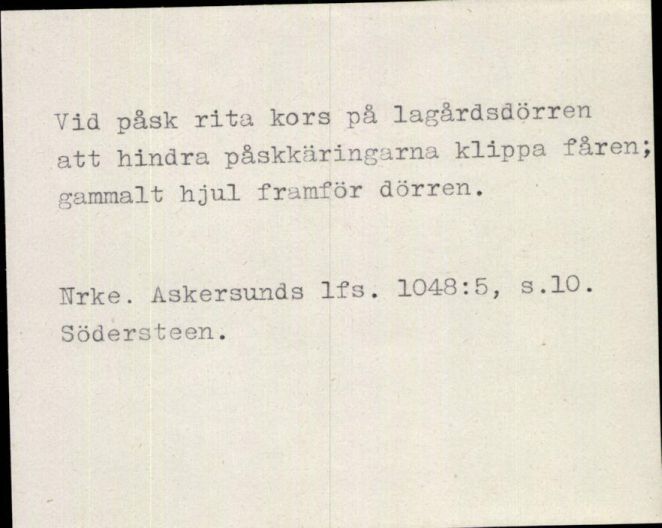 Vid påsk rita kors på lagårdsdörren
att hindra påskkäringarna klippa fåren;
gammalt hjul framför dörren.
Nrke. Askersunds lfs. 1048:5, s.10.
Södersteen.